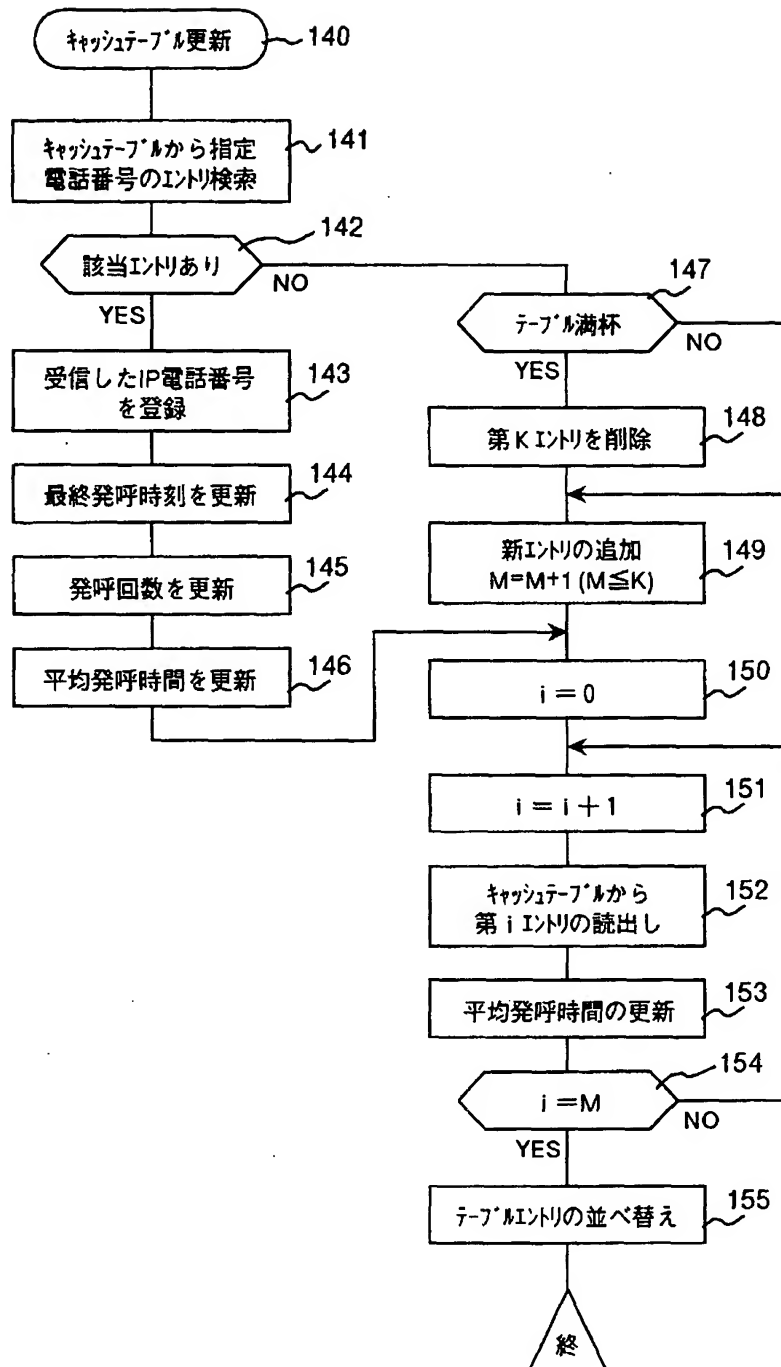 キャッシュテーブル更新
140
キャッシュテーブルから指定
電話番号のエントリ検索
141
該当エントリあり
142
NO
YES
受信したIP電話番号
を登録
143
最終発呼時刻を更新
144
発呼回数を更新
145
平均発呼時間を更新
146
テーブル満杯
147
NO
YES
第Kエントリを削除
148
新エントリの追加
M=M+1 (M≦K)
149
i=0
150
i=i+1
151
キャッシュテーブルから
第iエントリの読出し
152
平均発呼時間の更新
153
i=M
154
NO
YES
テーブルエントリの並べ替え
155
終